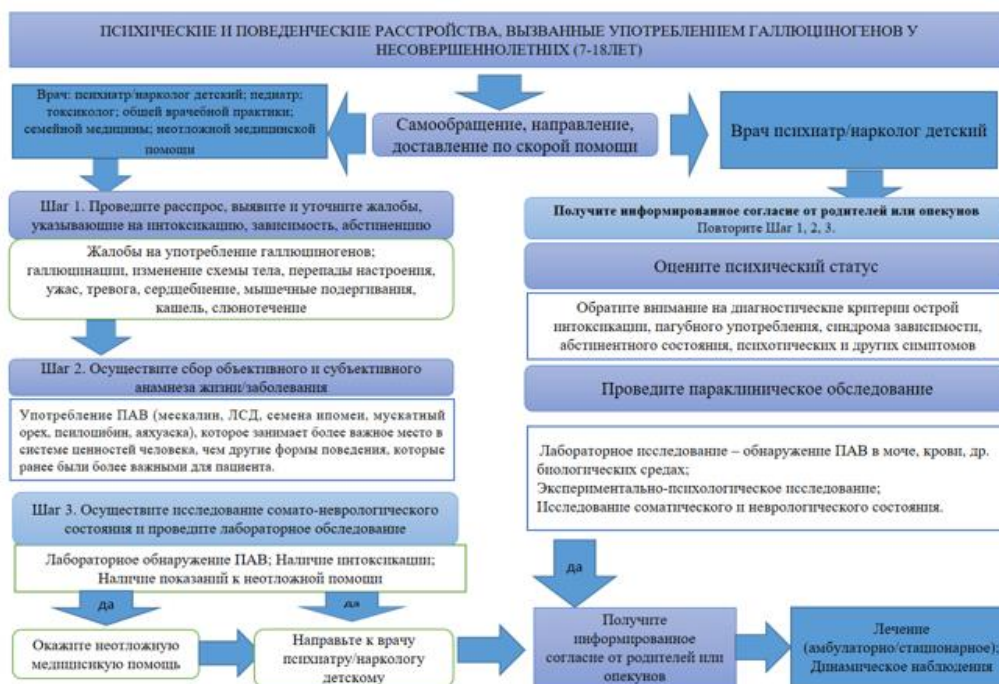 ПСИХИЧЕСКИЕ И ПОВЕДЕНЧЕСКИЕ РАССТРОЙСТВА, ВЫЗВАННЫЕ УПОТРЕБЛЕНИЕМ ГАЛЛЮЦИНОГЕНОВ У
НЕСОВЕРШЕННОЛЕТНИХ (7-18ЛЕТ)
Врач: психиатр/нарколог детский; педиатр;
токсиколог; общей врачебной практики;
семейной медицины; неотложной медицинской
помощи
Самообращение, направление,
доставление по скорой помощи
Врач психиатр/нарколог детский
Шаг 1. Проведите расспрос, выявите и уточните жалобы,
указывающие на интоксикацию, зависимость, абстиненцию
Жалобы на употребление галлюциногенов;
галлюцинации, изменение схемы тела, перепады настроения,
ужас, тревога, сердцебиение, мышечные подергивания,
кашель, слюнотечение
Шаг 2. Осуществите сбор объективного и субъективного
анамнеза жизни/заболевания
Употребление ПАВ (мескалин, ЛСД, семена ипомеи, мускатный
орех, псилоцибин, аяхуаска), которое занимает более важное место в
системе ценностей человека, чем другие формы поведения, которые
ранее были более важными для пациента.
Шаг 3. Осуществите исследование сомато-неврологического
состояния и проведите лабораторное обследование
Лабораторное обнаружение ПАВ; Наличие интоксикации;
Наличие показаний к неотложной помощи
да
да
Окажите неотложную
медицинскую помощь
Направьте к врачу
психиатру/наркологу
детскому
Получите информированное согласие от родителей или опекунов
Повторите Шаг 1, 2, 3.
Оцените психический статус
Обратите внимание на диагностические критерии острой
интоксикации, пагубного употребления, синдрома зависимости,
абстинентного состояния, психотических и других симптомов
Проведите параклиническое обследование
Лабораторное исследование – обнаружение ПАВ в моче, крови, др.
биологических средах;
Экспериментально-психологическое исследование;
Исследование соматического и неврологического состояния.
да
Получите
информированное
согласие от родителей или
опекунов
Лечение
(амбулаторно/стационарное);
Динамическое наблюдения